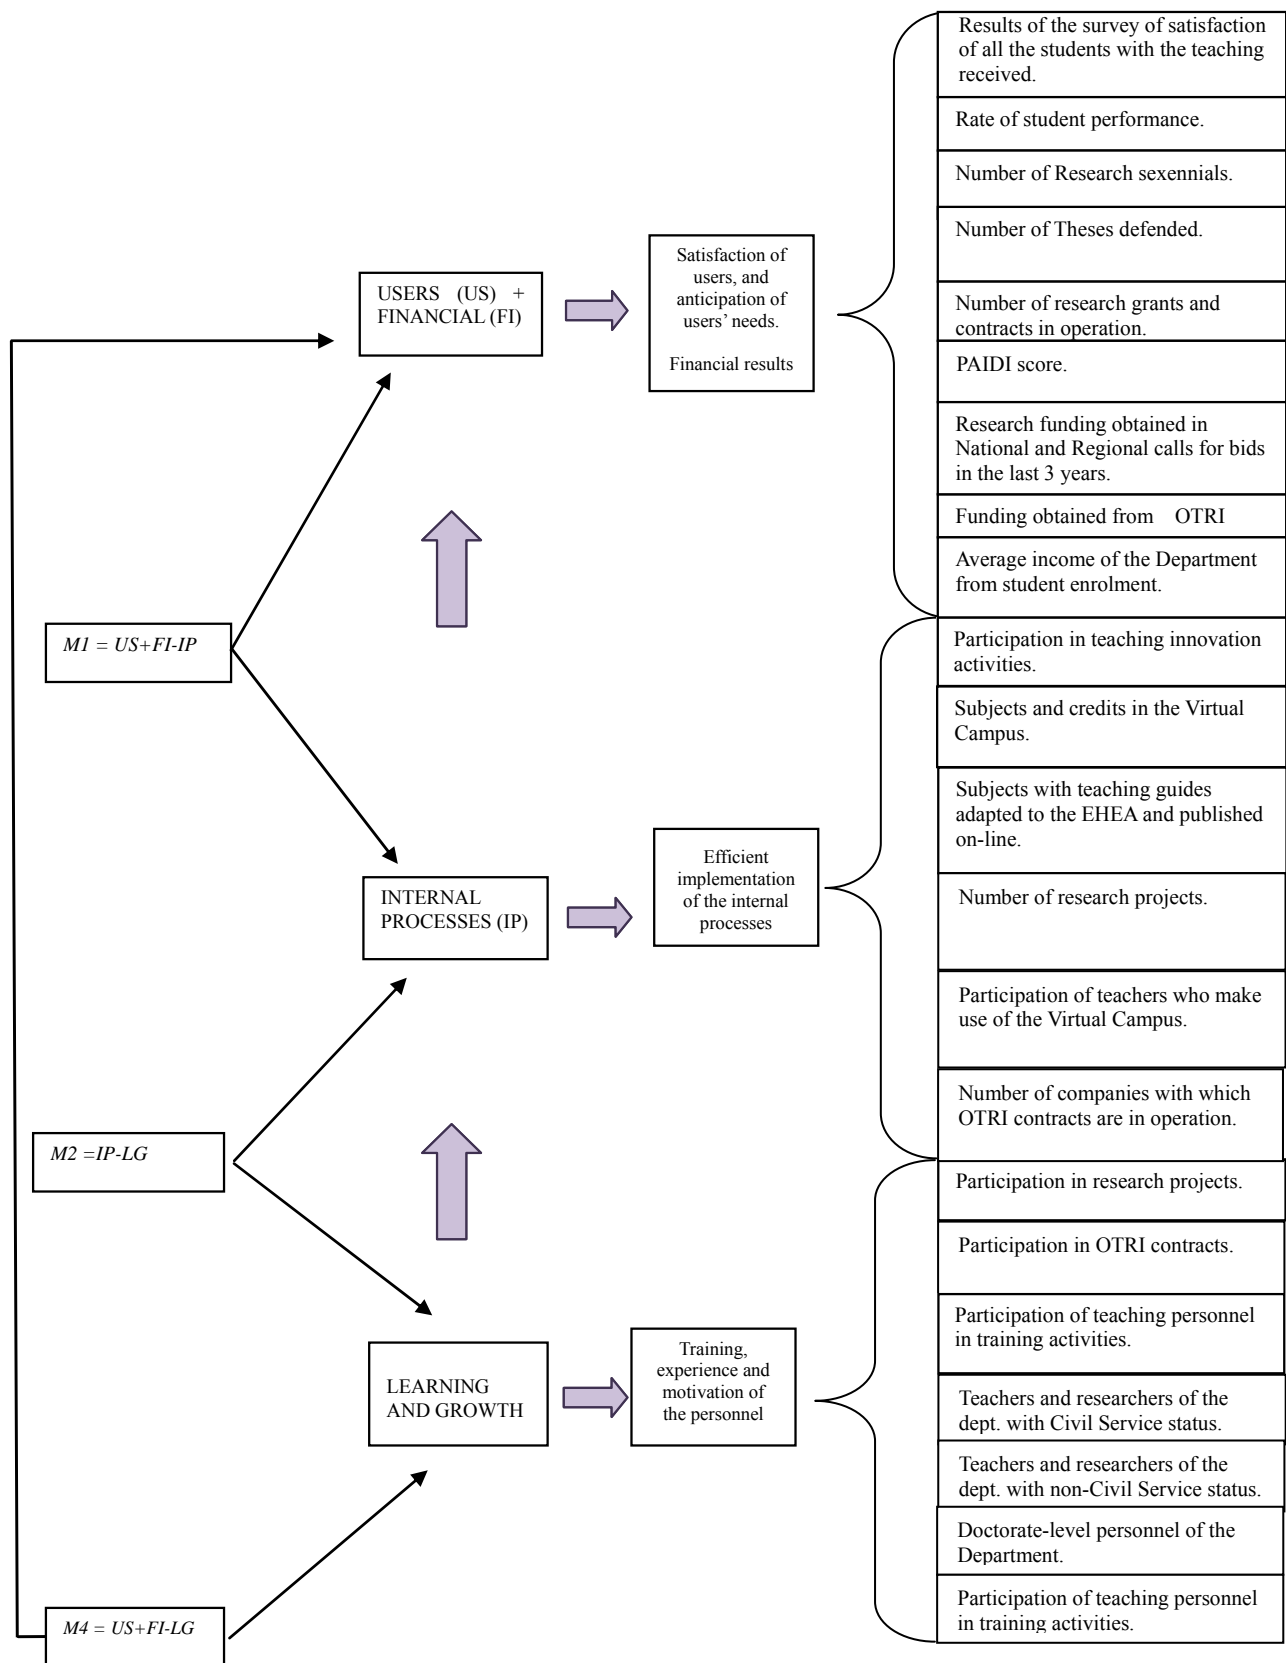 Results of the survey of satisfaction
of all the students with the teaching
received.
Rate of student performance.
Number of Research sexennials.
Number of Theses defended.
Number of research grants and
contracts in operation.
PAIDI score.
Research funding obtained in
National and Regional calls for bids
in the last 3 years.
Funding obtained from OTRI
Average income of the Department
from student enrolment.
USERS (US) +
FINANCIAL (FI)
Satisfaction of
users, and
anticipation of
users’ needs.
Financial results
M1 = US+FI-IP
Participation in teaching innovation
activities.
Subjects and credits in the Virtual
Campus.
Subjects with teaching guides
adapted to the EHEA and published
on-line.
Number of research projects.
Participation of teachers who make
use of the Virtual Campus.
Number of companies with which
OTRI contracts are in operation.
INTERNAL
PROCESSES (IP)
Efficient
implementation
of the internal
processes
M2 =IP-LG
Participation in research projects.
Participation in OTRI contracts.
Participation of teaching personnel
in training activities.
Teachers and researchers of the
dept. with Civil Service status.
Teachers and researchers of the
dept. with non-Civil Service status.
Doctorate-level personnel of the
Department.
Participation of teaching personnel
in training activities.
LEARNING
AND GROWTH
Training,
experience and
motivation of
the personnel
M4 = US+FI-LG